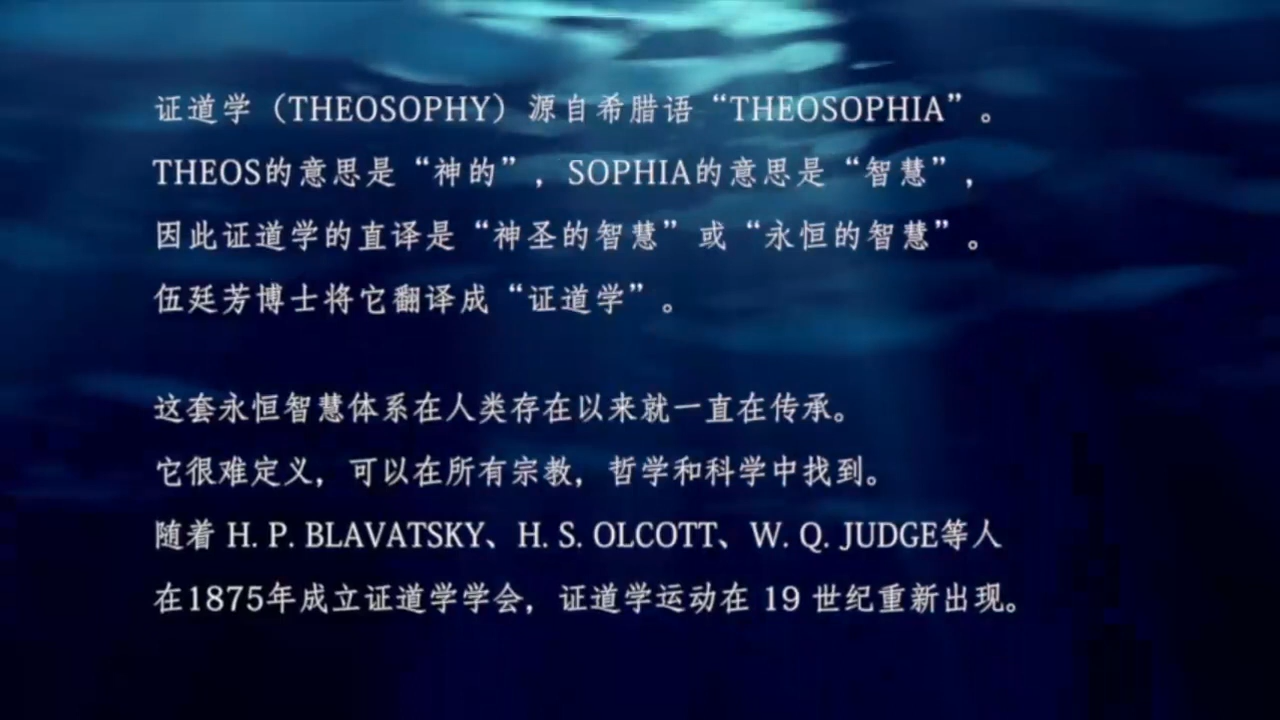 证道学（THEOSOPHY）源自希腊语“THEOSOPHIA”。
THEOS的意思是“神的”，SOPHIA的意思是“智慧”，
因此证道学的直译是“神圣的智慧”或“永恒的智慧”。
伍廷芳博士将它翻译成“证道学”。
这套永恒智慧体系在人类存在以来就一直在传承。
它很难定义，可以在所有宗教，哲学和科学中找到。
随着 H. P. BLAVATSKY、H. S. OLCOTT、W. Q. JUDGE等人
在1875年成立证道学学会，证道学运动在 19 世纪重新出现。